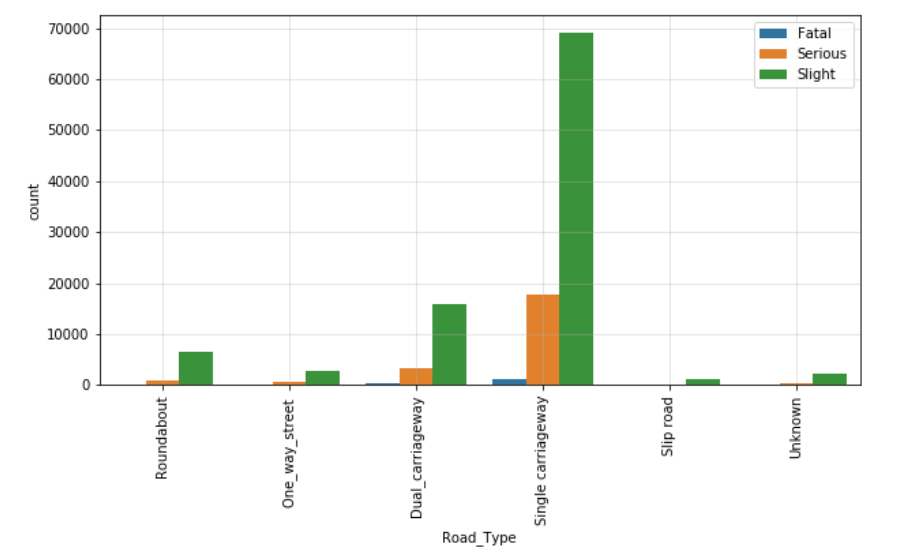 70000
60000
50000
40000
30000
20000
10000
0
count
Fatal
Serious
Slight
Roundabout
One_way_street
Dual_carriageway
Single carriageway
Slip road
Unknown
Road_Type